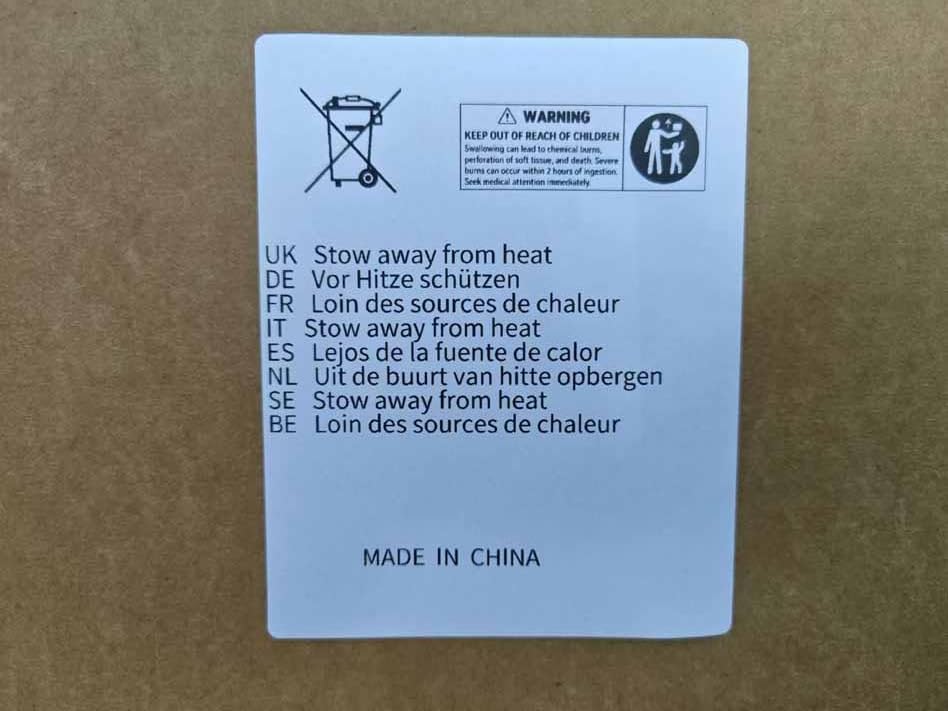 WARNING
KEEP OUT OF REACH OF CHILDREN
Swallowing can lead to chemical burns,
perforation of soft tissue, and death. Severe
burns can occur within 2 hours of ingestion.
Seek medical attention immediately.
UK Stow away from heat
DE Vor Hitze schützen
FR Loin des sources de chaleur
IT Stow away from heat
ES Lejos de la fuente de calor
NL Uit de buurt van hitte opbergen
SE Stow away from heat
BE Loin des sources de chaleur
MADE IN CHINA